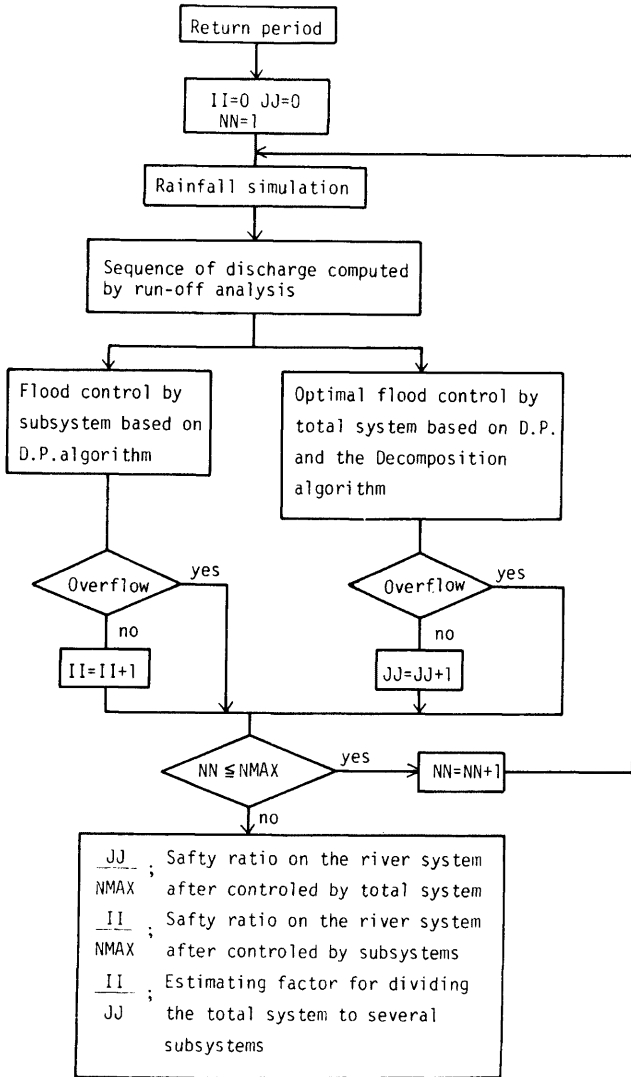 Return period
II=0 JJ=0
NN=1
Rainfall simulation
Sequence of discharge computed
by run-off analysis
Flood control by
subsystem based on
D.P.algorithm
Optimal flood control by
total system based on D.P.
and the Decomposition
algorithm
Overflow
yes
no
II=II+1
Overflow
yes
no
JJ=JJ+1
NN ≦ NMAX
yes
NN=NN+1
no
JJ/NMAX ; Safty ratio on the river system
after controled by total system
II/NMAX ; Safty ratio on the river system
after controled by subsystems
II/JJ ; Estimating factor for dividing
the total system to several
subsystems